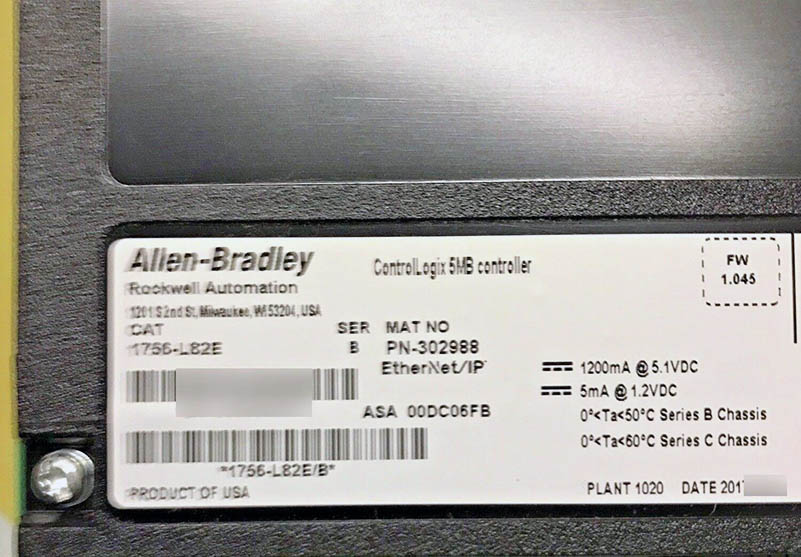 Allen-Bradley
Rockwell Automation
1201 S 2nd St, Milwaukee, WI 53204, USA
ControlLogix 5MB controller
FW
1.045
CAT SER MAT NO
1756-L82E B PN-302988
EtherNet/IP
1200mA @ 5.1VDC
5mA @ 1.2VDC
ASA 00DC06FB
0°<Ta<50°C Series B Chassis
0°<Ta<60°C Series C Chassis
*1756-L82E/B*
PRODUCT OF USA
PLANT 1020 DATE 2017